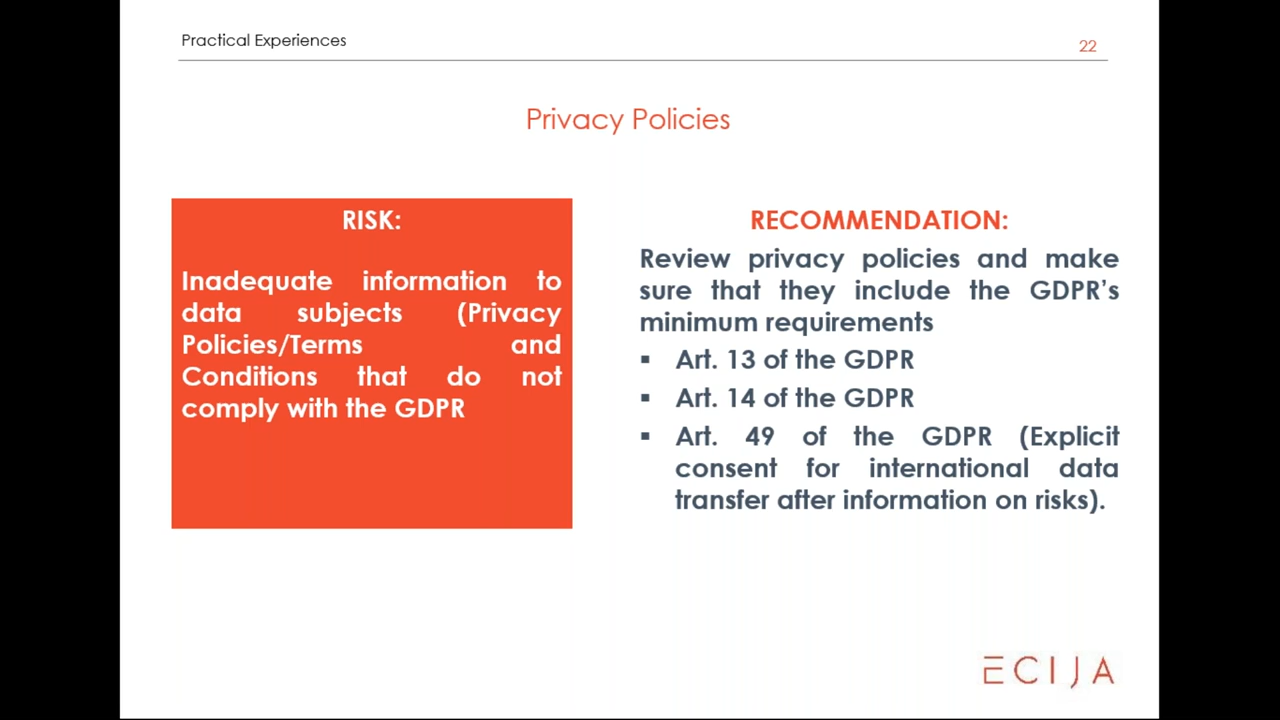 Practical Experiences
22
Privacy Policies
RISK:
Inadequate information to
data subjects (Privacy
Policies/Terms and
Conditions that do not
comply with the GDPR
RECOMMENDATION:
Review privacy policies and make
sure that they include the GDPR’s
minimum requirements
▪ Art. 13 of the GDPR
▪ Art. 14 of the GDPR
▪ Art. 49 of the GDPR (Explicit
consent for international data
transfer after information on risks).
ECIJA